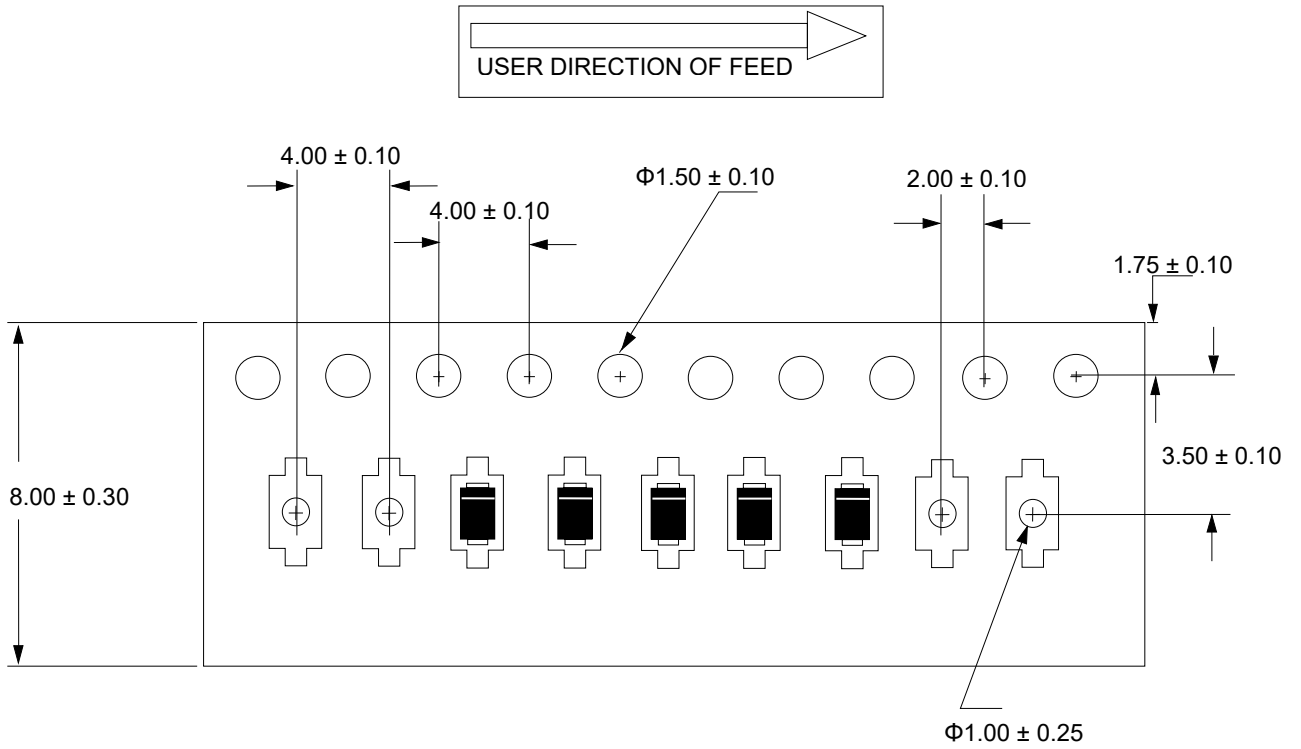 USER DIRECTION OF FEED
4.00 ± 0.10
4.00 ± 0.10
Φ1.50 ± 0.10
2.00 ± 0.10
1.75 ± 0.10
3.50 ± 0.10
8.00 ± 0.30
Φ1.00 ± 0.25